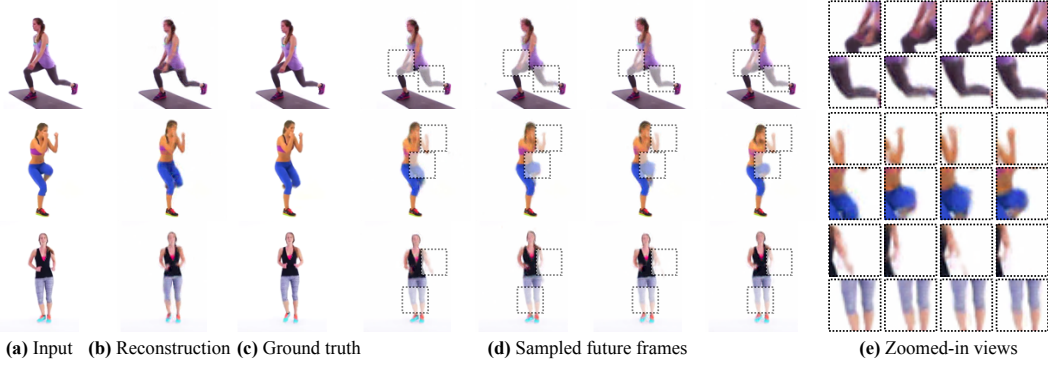 (a) Input (b) Reconstruction (c) Ground truth (d) Sampled future frames (e) Zoomed-in views